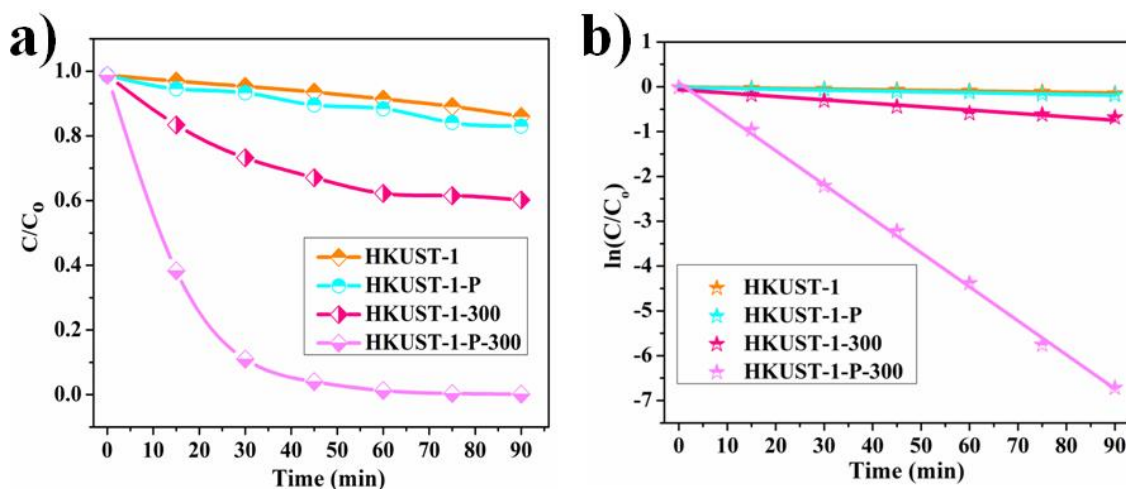 a)
C/C₀
1.0
0.8
0.6
0.4
0.2
0.0
HKUST-1
HKUST-1-P
HKUST-1-300
HKUST-1-P-300
0 10 20 30 40 50 60 70 80 90
Time (min)
b)
ln(C/Cₒ)
1
0
-1
-2
-3
-4
-5
-6
-7
HKUST-1
HKUST-1-P
HKUST-1-300
HKUST-1-P-300
0 10 20 30 40 50 60 70 80 90
Time (min)